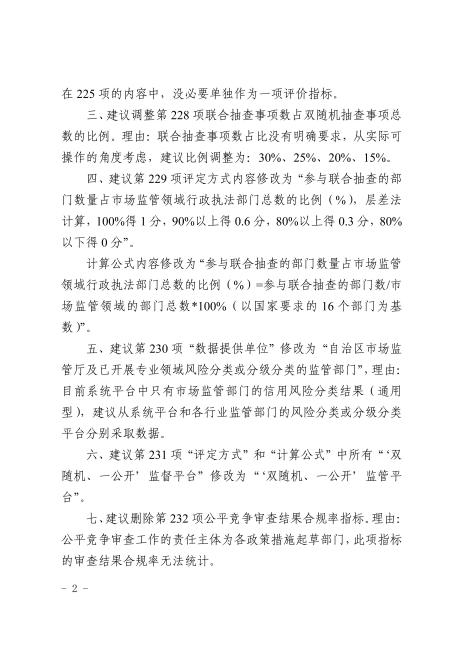 在 225 项的内容中，没必要单独作为一项评价指标。
三、建议调整第 228 项联合抽查事项数占双随机抽查事项总
数的比例。理由：联合抽查事项数占比没有明确要求，从实际可
操作的角度考虑，建议比例调整为：30%、25%、20%、15%。
四、建议第 229 项评定方式内容修改为“参与联合抽查的部
门数量占市场监管领域行政执法部门总数的比例（%），层差法
计算，100%得 1 分，90%以上得 0.6 分，80%以上得 0.3 分，80%
以下得 0 分”。
计算公式内容修改为“参与联合抽查的部门数量占市场监管
领域行政执法部门总数的比例（%）=参与联合抽查的部门数/市
场监管领域的部门总数*100%（以国家要求的 16 个部门为基
数）”。
五、建议第 230 项“数据提供单位”修改为“自治区市场监
管厅及已开展专业领域风险分类或分级分类的监管部门”，理由：
目前系统平台中只有市场监管部门的信用风险分类结果（通用
型），建议从系统平台和各行业监管部门的风险分类或分级分类
平台分别采取数据。
六、建议第 231 项“评定方式”和“计算公式”中所有“‘双
随机、一公开’监督平台”修改为“‘双随机、一公开’监管平
台”。
七、建议删除第 232 项公平竞争审查结果合规率指标。理由：
公平竞争审查工作的责任主体为各政策措施起草部门，此项指标
的审查结果合规率无法统计。
- 2 -